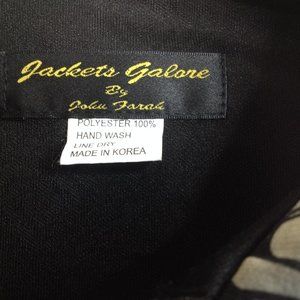 Jackets Galore
By
John Farah
POLYESTER 100%
HAND WASH
LINE DRY
MADE IN KOREA